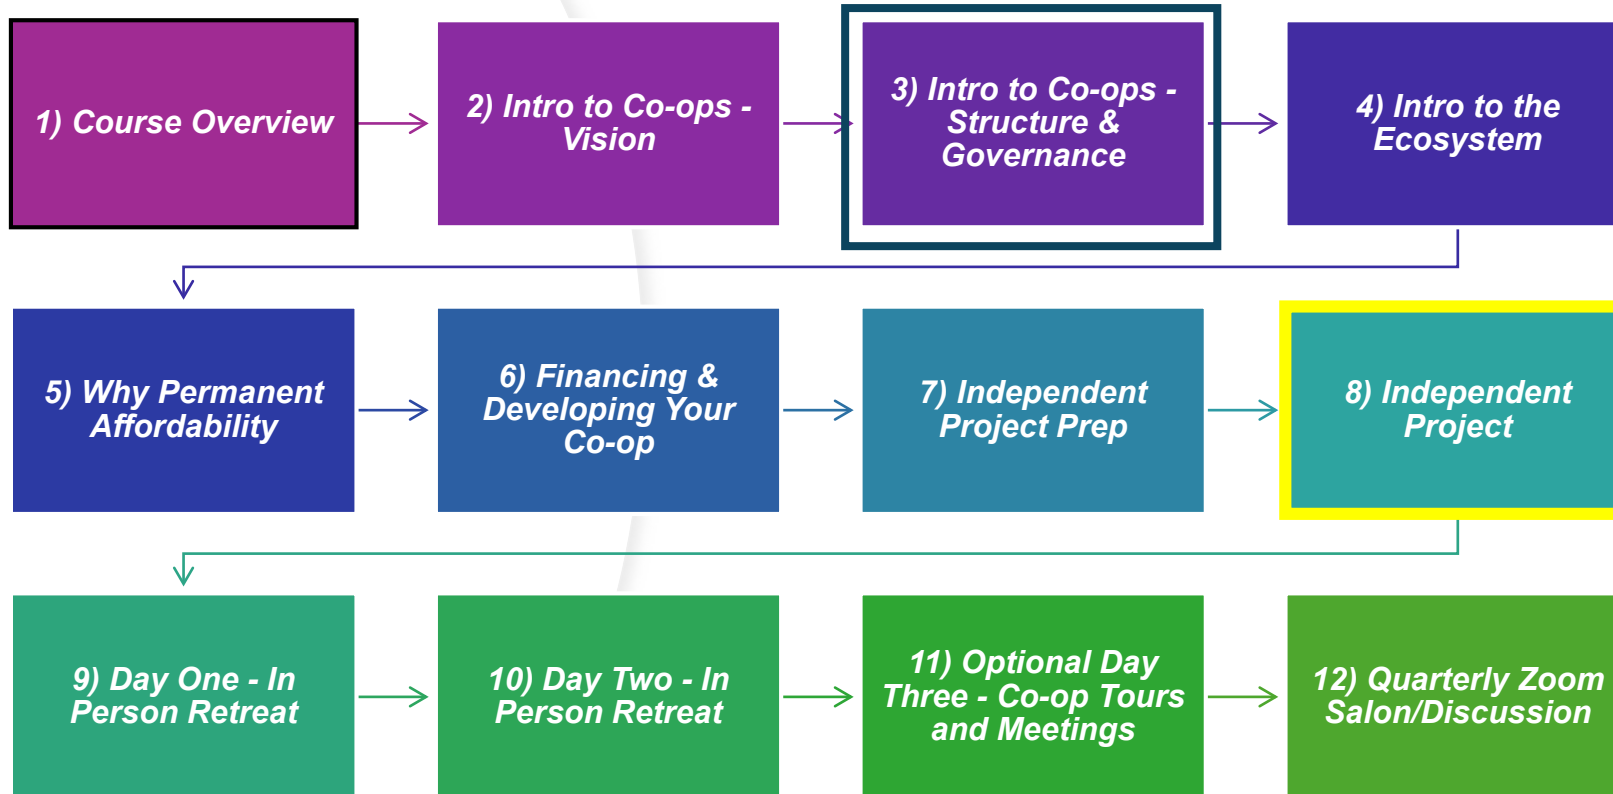 1) Course Overview
2) Intro to Co-ops -
Vision
3) Intro to Co-ops -
Structure &
Governance
4) Intro to the
Ecosystem
5) Why Permanent
Affordability
6) Financing &
Developing Your
Co-op
7) Independent
Project Prep
8) Independent
Project
9) Day One - In
Person Retreat
10) Day Two - In
Person Retreat
11) Optional Day
Three - Co-op Tours
and Meetings
12) Quarterly Zoom
Salon/Discussion